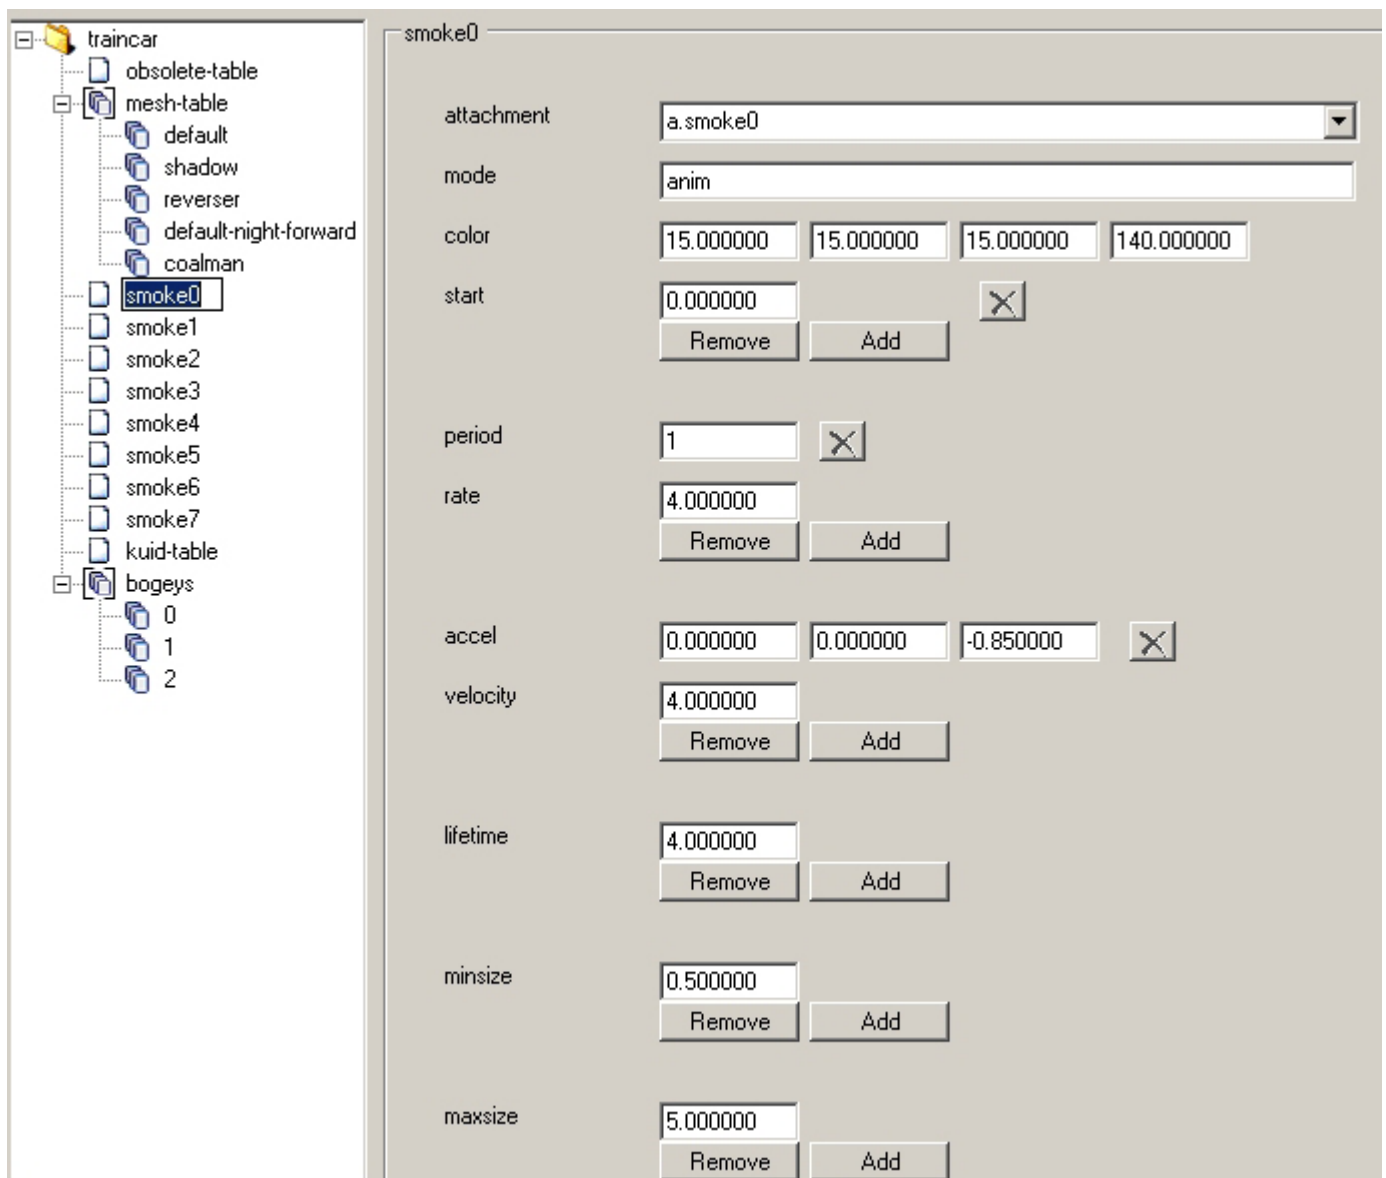 traincar
obsolete-table
mesh-table
default
shadow
reverser
default-night-forward
coalman
smoke0
smoke1
smoke2
smoke3
smoke4
smoke5
smoke6
smoke7
kuid-table
bogeys
0
1
2
smoke0
attachment a.smoke0
mode anim
color 15.000000 15.000000 15.000000 140.000000
start 0.000000
Remove Add
period 1
rate 4.000000
Remove Add
accel 0.000000 0.000000 -0.850000
velocity 4.000000
Remove Add
lifetime 4.000000
Remove Add
minsize 0.500000
Remove Add
maxsize 5.000000
Remove Add